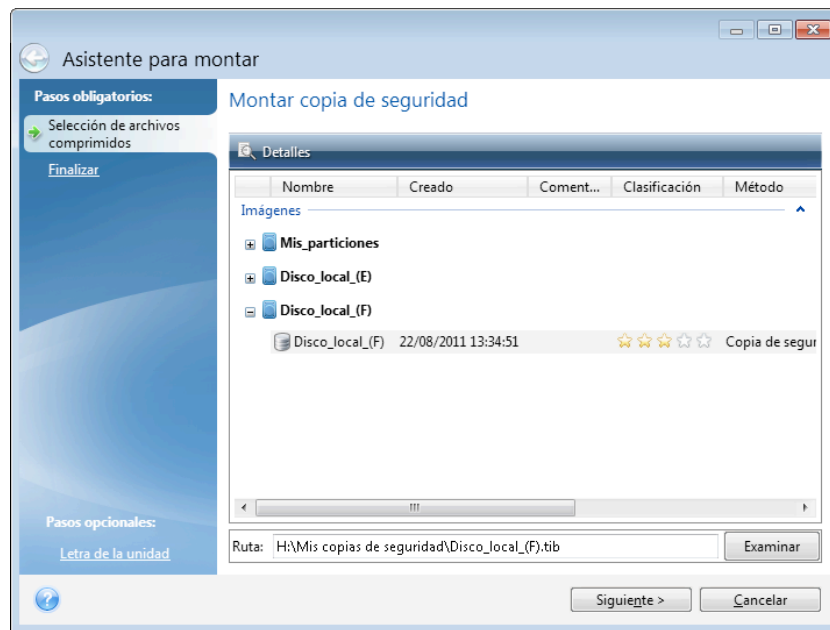 Asistente para montar
Pasos obligatorios:
Selección de archivos
comprimidos
Finalizar
Pasos opcionales:
Letra de la unidad
Montar copia de seguridad
Detalles
Nombre Creado Coment... Clasificación Método
Imágenes
Mis_particiones
Disco_local_(E)
Disco_local_(F)
Disco_local_(F) 22/08/2011 13:34:51 Copia de segur
Ruta: H:\Mis copias de seguridad\Disco_local_(F).tib Examinar
Siguiente > Cancelar